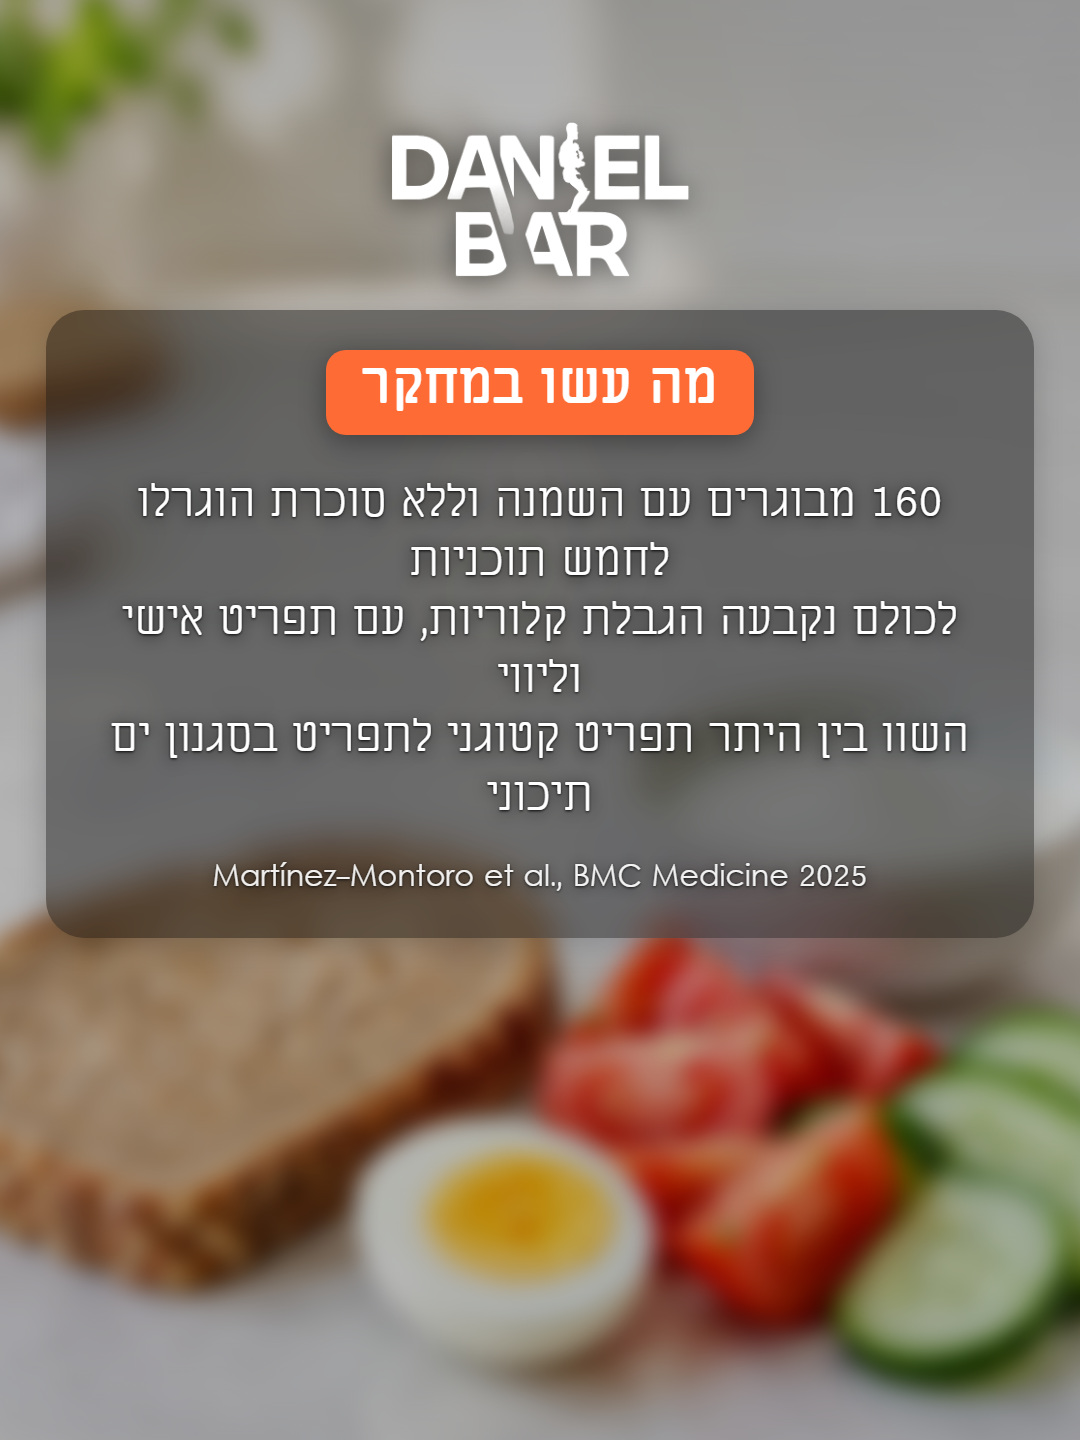 DANIEL
BAR
מה עשו במחקר
160 מבוגרים עם השמנה וללא סוכרת הוגרלו
לחמש תוכניות
לכולם נקבעה הגבלת קלוריות, עם תפריט אישי
וליווי
השוו בין היתר תפריט קטוגני לתפריט בסגנון ים
תיכוני
Martínez-Montoro et al., BMC Medicine 2025